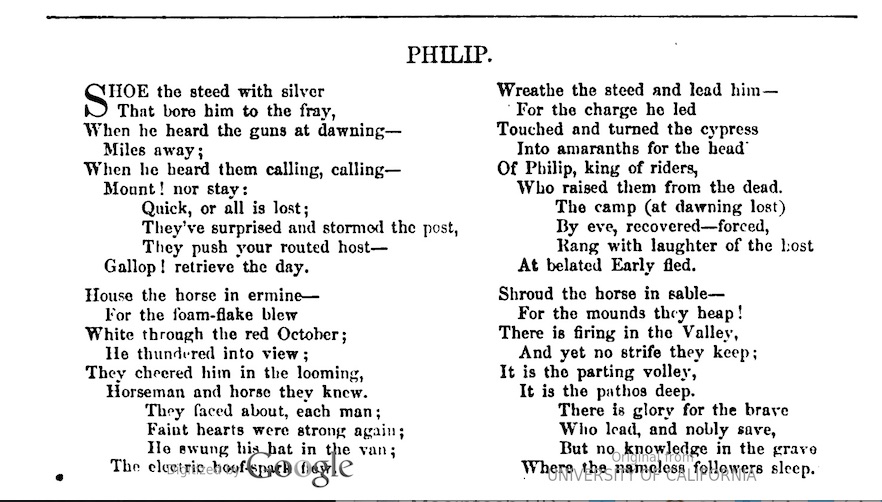 PHILIP.
SHOE the steed with silver
That bore him to the fray,
When he heard the guns at dawning—
Miles away;
When he heard them calling, calling—
Mount! nor stay:
Quick, or all is lost;
They've surprised and stormed the post,
They push your routed host—
Gallop! retrieve the day.
House the horse in ermine—
For the foam-flake blew
White through the red October;
He thundered into view;
They cheered him in the looming,
Horseman and horse they knew.
They faced about, each man;
Faint hearts were strong again;
He swung his hat in the van;
The electric hoof-spark flew.
Wreathe the steed and lead him—
For the charge he led
Touched and turned the cypress
Into amaranths for the head
Of Philip, king of riders,
Who raised them from the dead.
The camp (at dawning lost)
By eve, recovered—forced,
Rang with laughter of the host
At belated Early fled.
Shroud the horse in sable—
For the mounds they heap!
There is firing in the Valley,
And yet no strife they keep;
It is the parting volley,
It is the pathos deep.
There is glory for the brave
Who lead, and nobly save,
But no knowledge in the grave
Where the nameless followers sleep.
Digitized by Google
Original from
UNIVERSITY OF CALIFORNIA